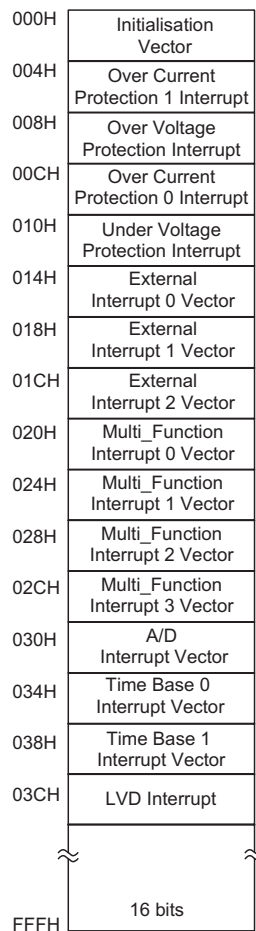 000H
Initialisation
Vector
004H
Over Current
Protection 1 Interrupt
008H
Over Voltage
Protection Interrupt
00CH
Over Current
Protection 0 Interrupt
010H
Under Voltage
Protection Interrupt
014H
External
Interrupt 0 Vector
018H
External
Interrupt 1 Vector
01CH
External
Interrupt 2 Vector
020H
Multi_Function
Interrupt 0 Vector
024H
Multi_Function
Interrupt 1 Vector
028H
Multi_Function
Interrupt 2 Vector
02CH
Multi_Function
Interrupt 3 Vector
030H
A/D
Interrupt Vector
034H
Time Base 0
Interrupt Vector
038H
Time Base 1
Interrupt Vector
03CH
LVD Interrupt
16 bits
FFFH